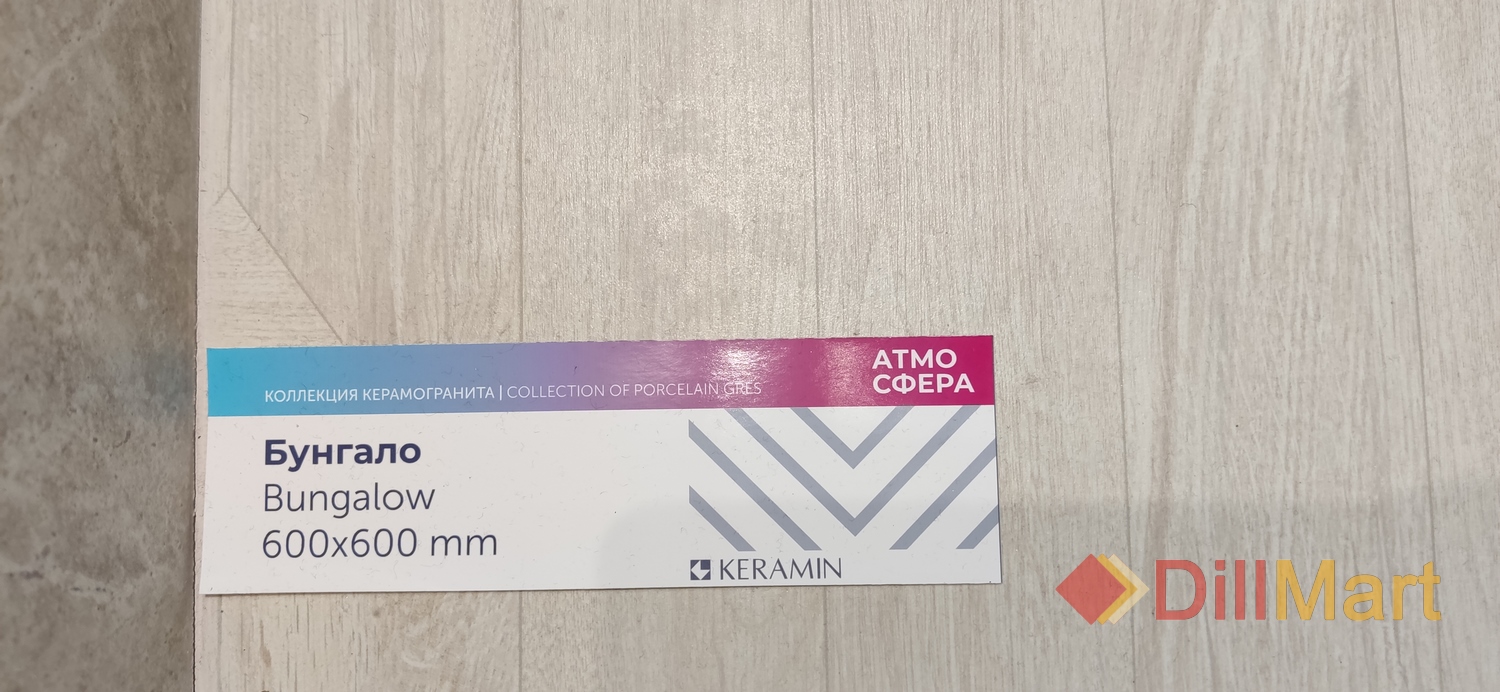 АТМО
СФЕРА
КОЛЛЕКЦИЯ КЕРАМОГРАНИТА | COLLECTION OF PORCELAIN GRES
Бунгало
Bungalow
600x600 mm
KERAMIN
DillMart